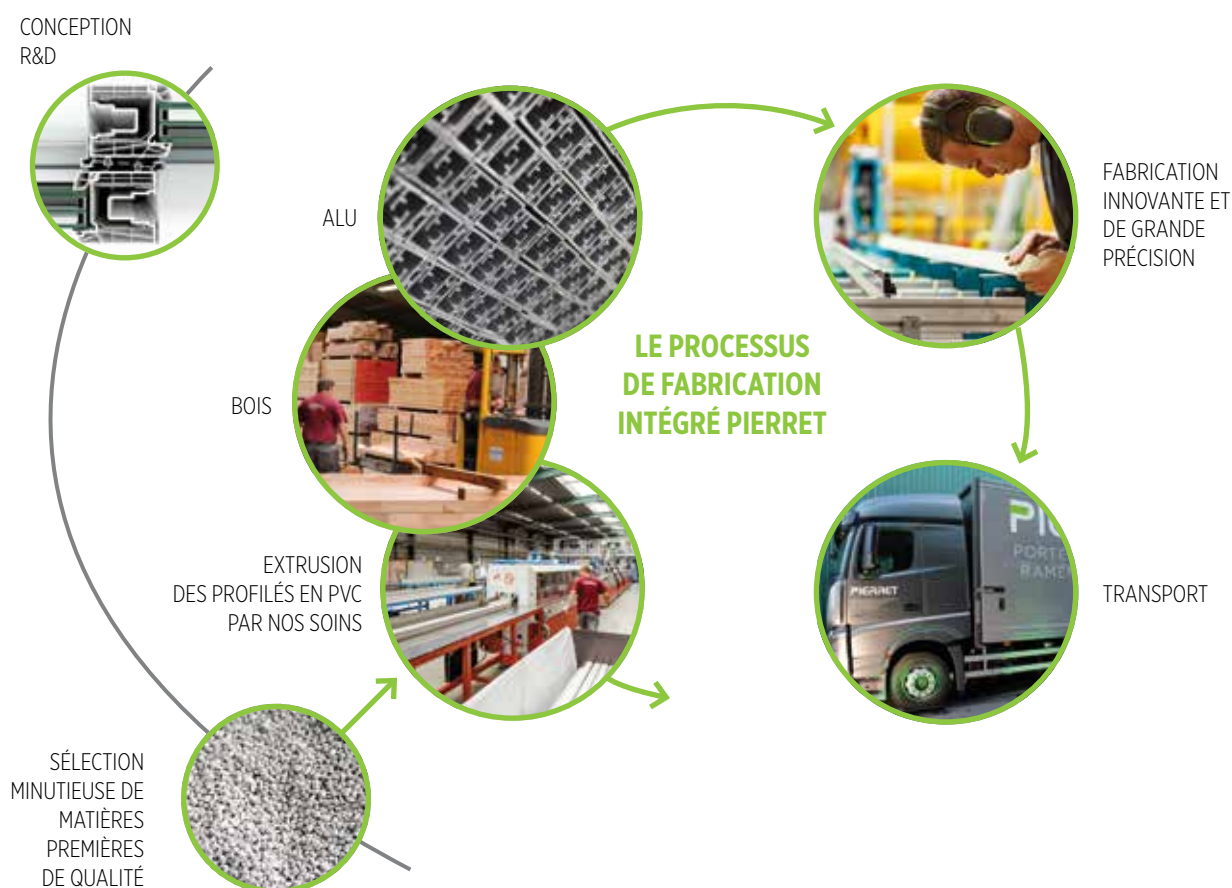 CONCEPTION
R&D
ALU
FABRICATION
INNOVANTE ET
DE GRANDE
PRÉCISION
LE PROCESSUS
DE FABRICATION
INTÉGRÉ PIERRET
BOIS
EXTRUSION
DES PROFILÉS EN PVC
PAR NOS SOINS
PIERRET
TRANSPORT
SÉLECTION
MINUTIEUSE DE
MATIÈRES
PREMIÈRES
DE QUALITÉ